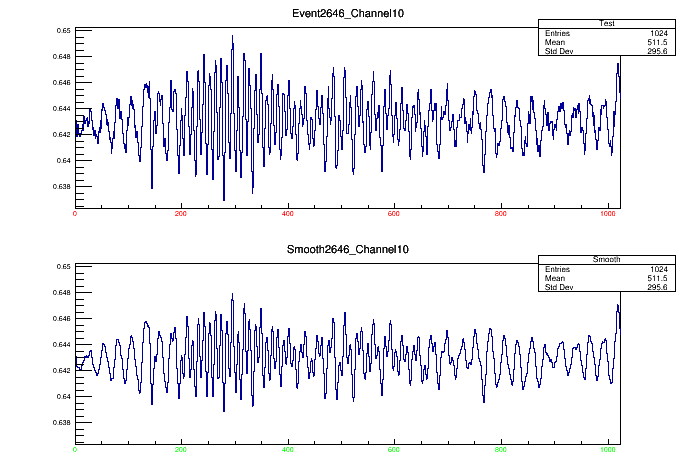 Event2646_Channel10
Test
Entries 1024
Mean 511.5
Std Dev 295.6
0.65
0.648
0.646
0.644
0.642
0.64
0.638
0 200 400 600 800 1000
Smooth2646_Channel10
Smooth
Entries 1024
Mean 511.5
Std Dev 295.6
0.65
0.648
0.646
0.644
0.642
0.64
0.638
0 200 400 600 800 1000